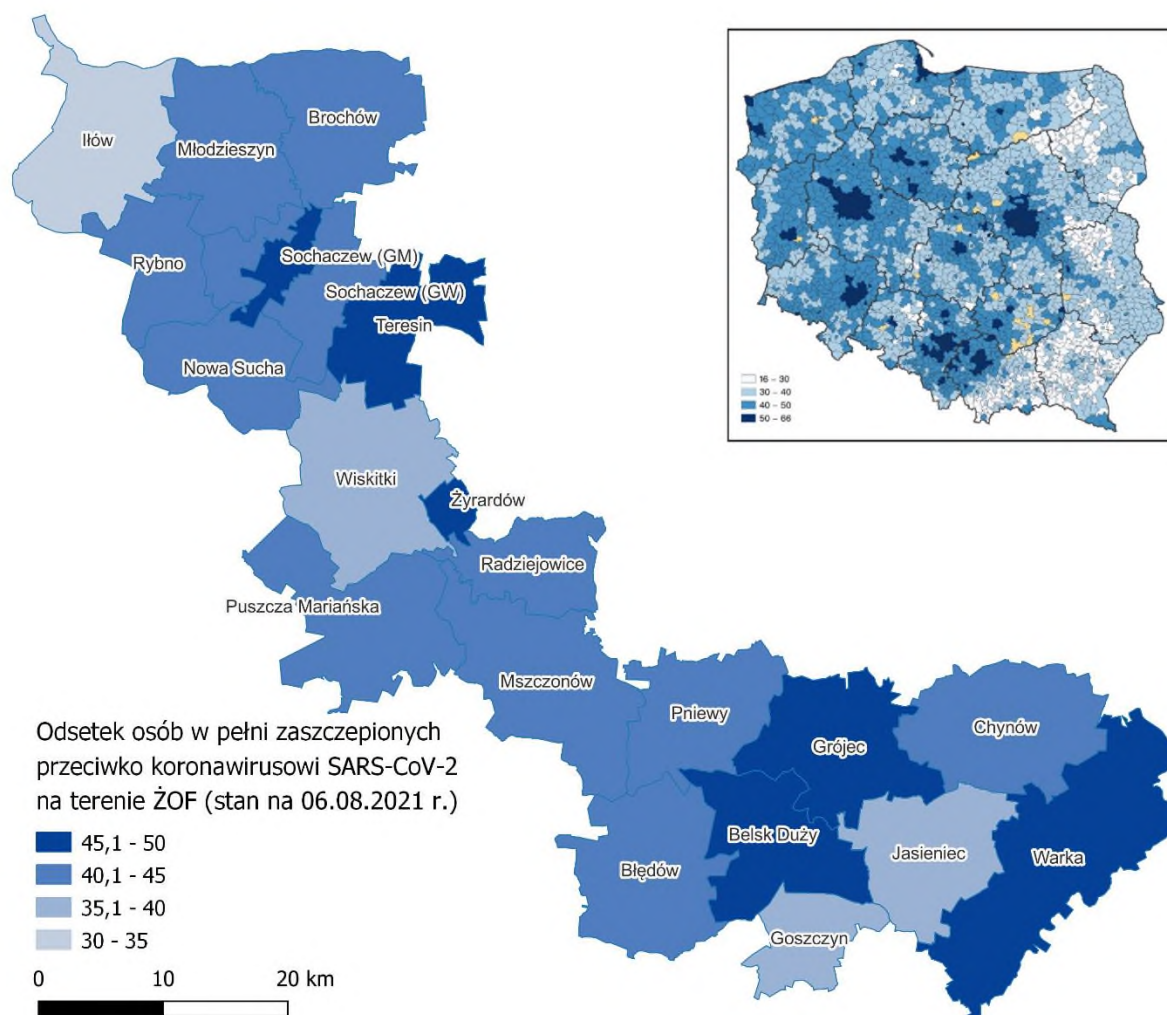 Iłów
Młodzieszyn
Brochów
Rybno
Sochaczew (GM)
Sochaczew (GW)
Teresin
Nowa Sucha
Wiskitki
Żyrardów
Radziejowice
Puszcza Mariańska
Mszczonów
Pniewy
Grójec
Chynów
Belsk Duży
Błędów
Jasieniec
Warka
Goszczyn
16 – 30
30 – 40
40 – 50
50 – 66
Odsetek osób w pełni zaszczepionych
przeciwko koronawirusowi SARS-CoV-2
na terenie ŻOF (stan na 06.08.2021 r.)
45,1 - 50
40,1 - 45
35,1 - 40
30 - 35
0 10 20 km